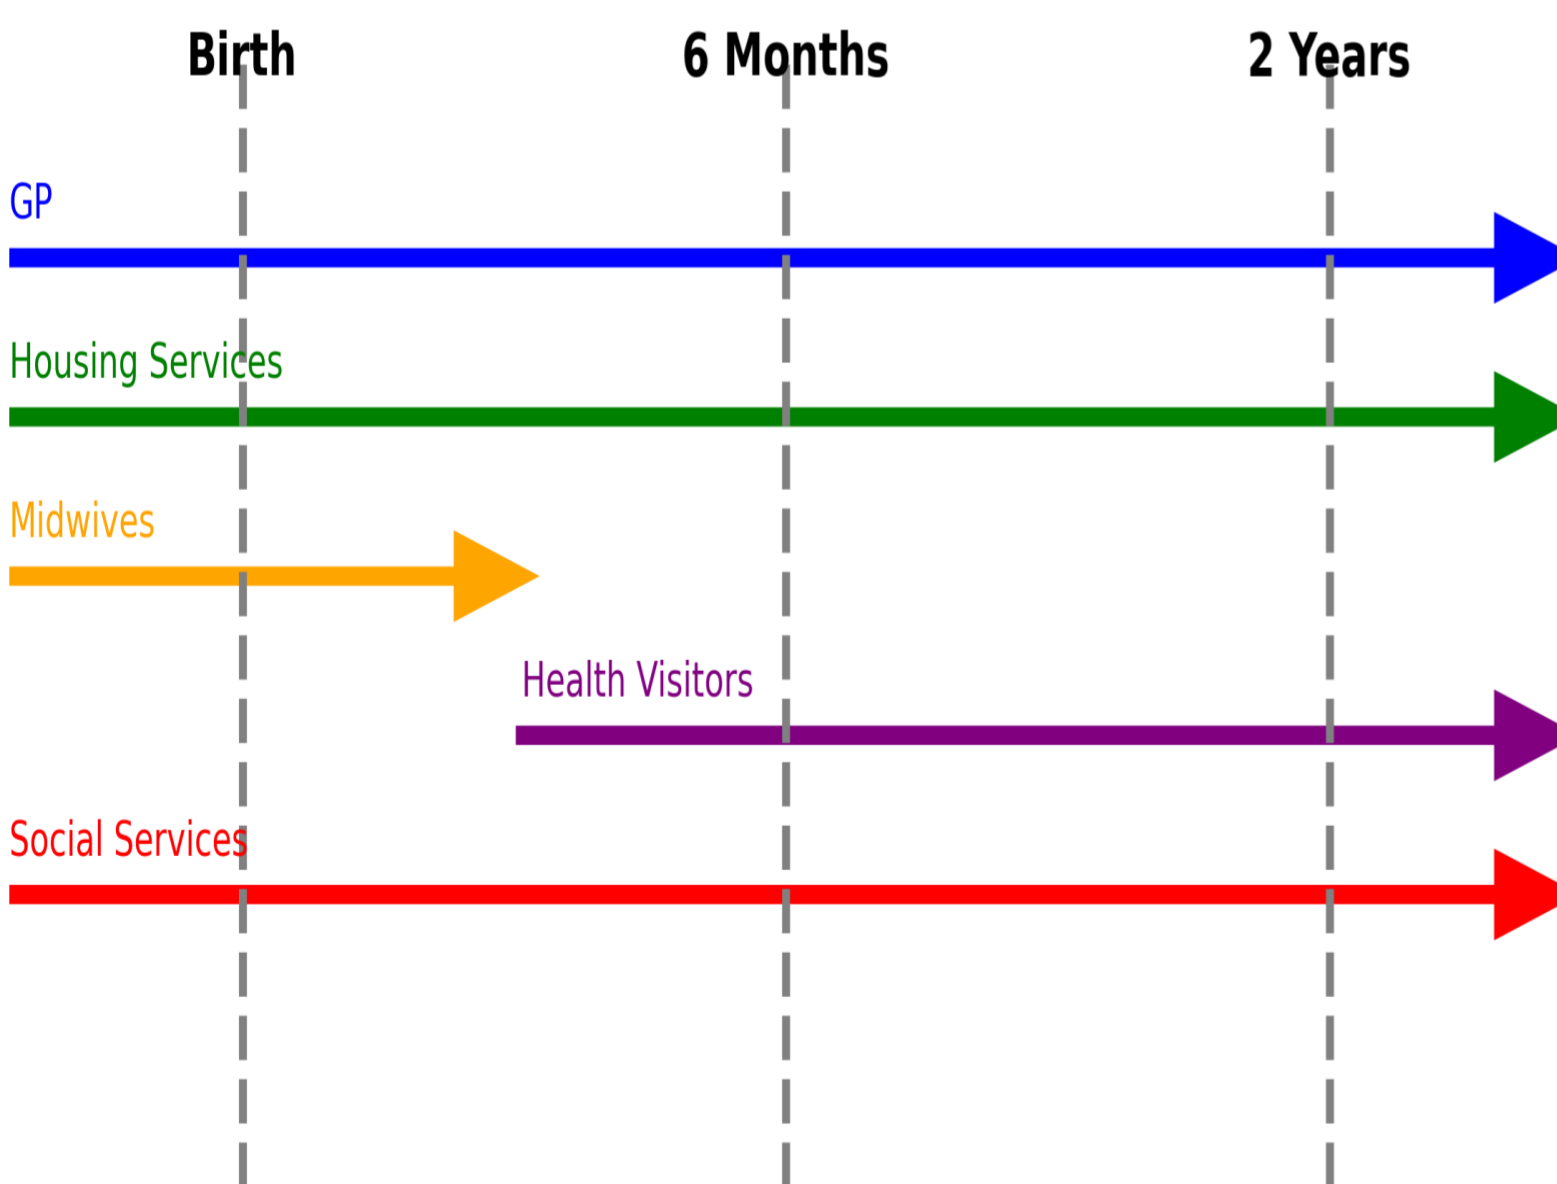 Birth
6 Months
2 Years
GP
Housing Services
Midwives
Health Visitors
Social Services